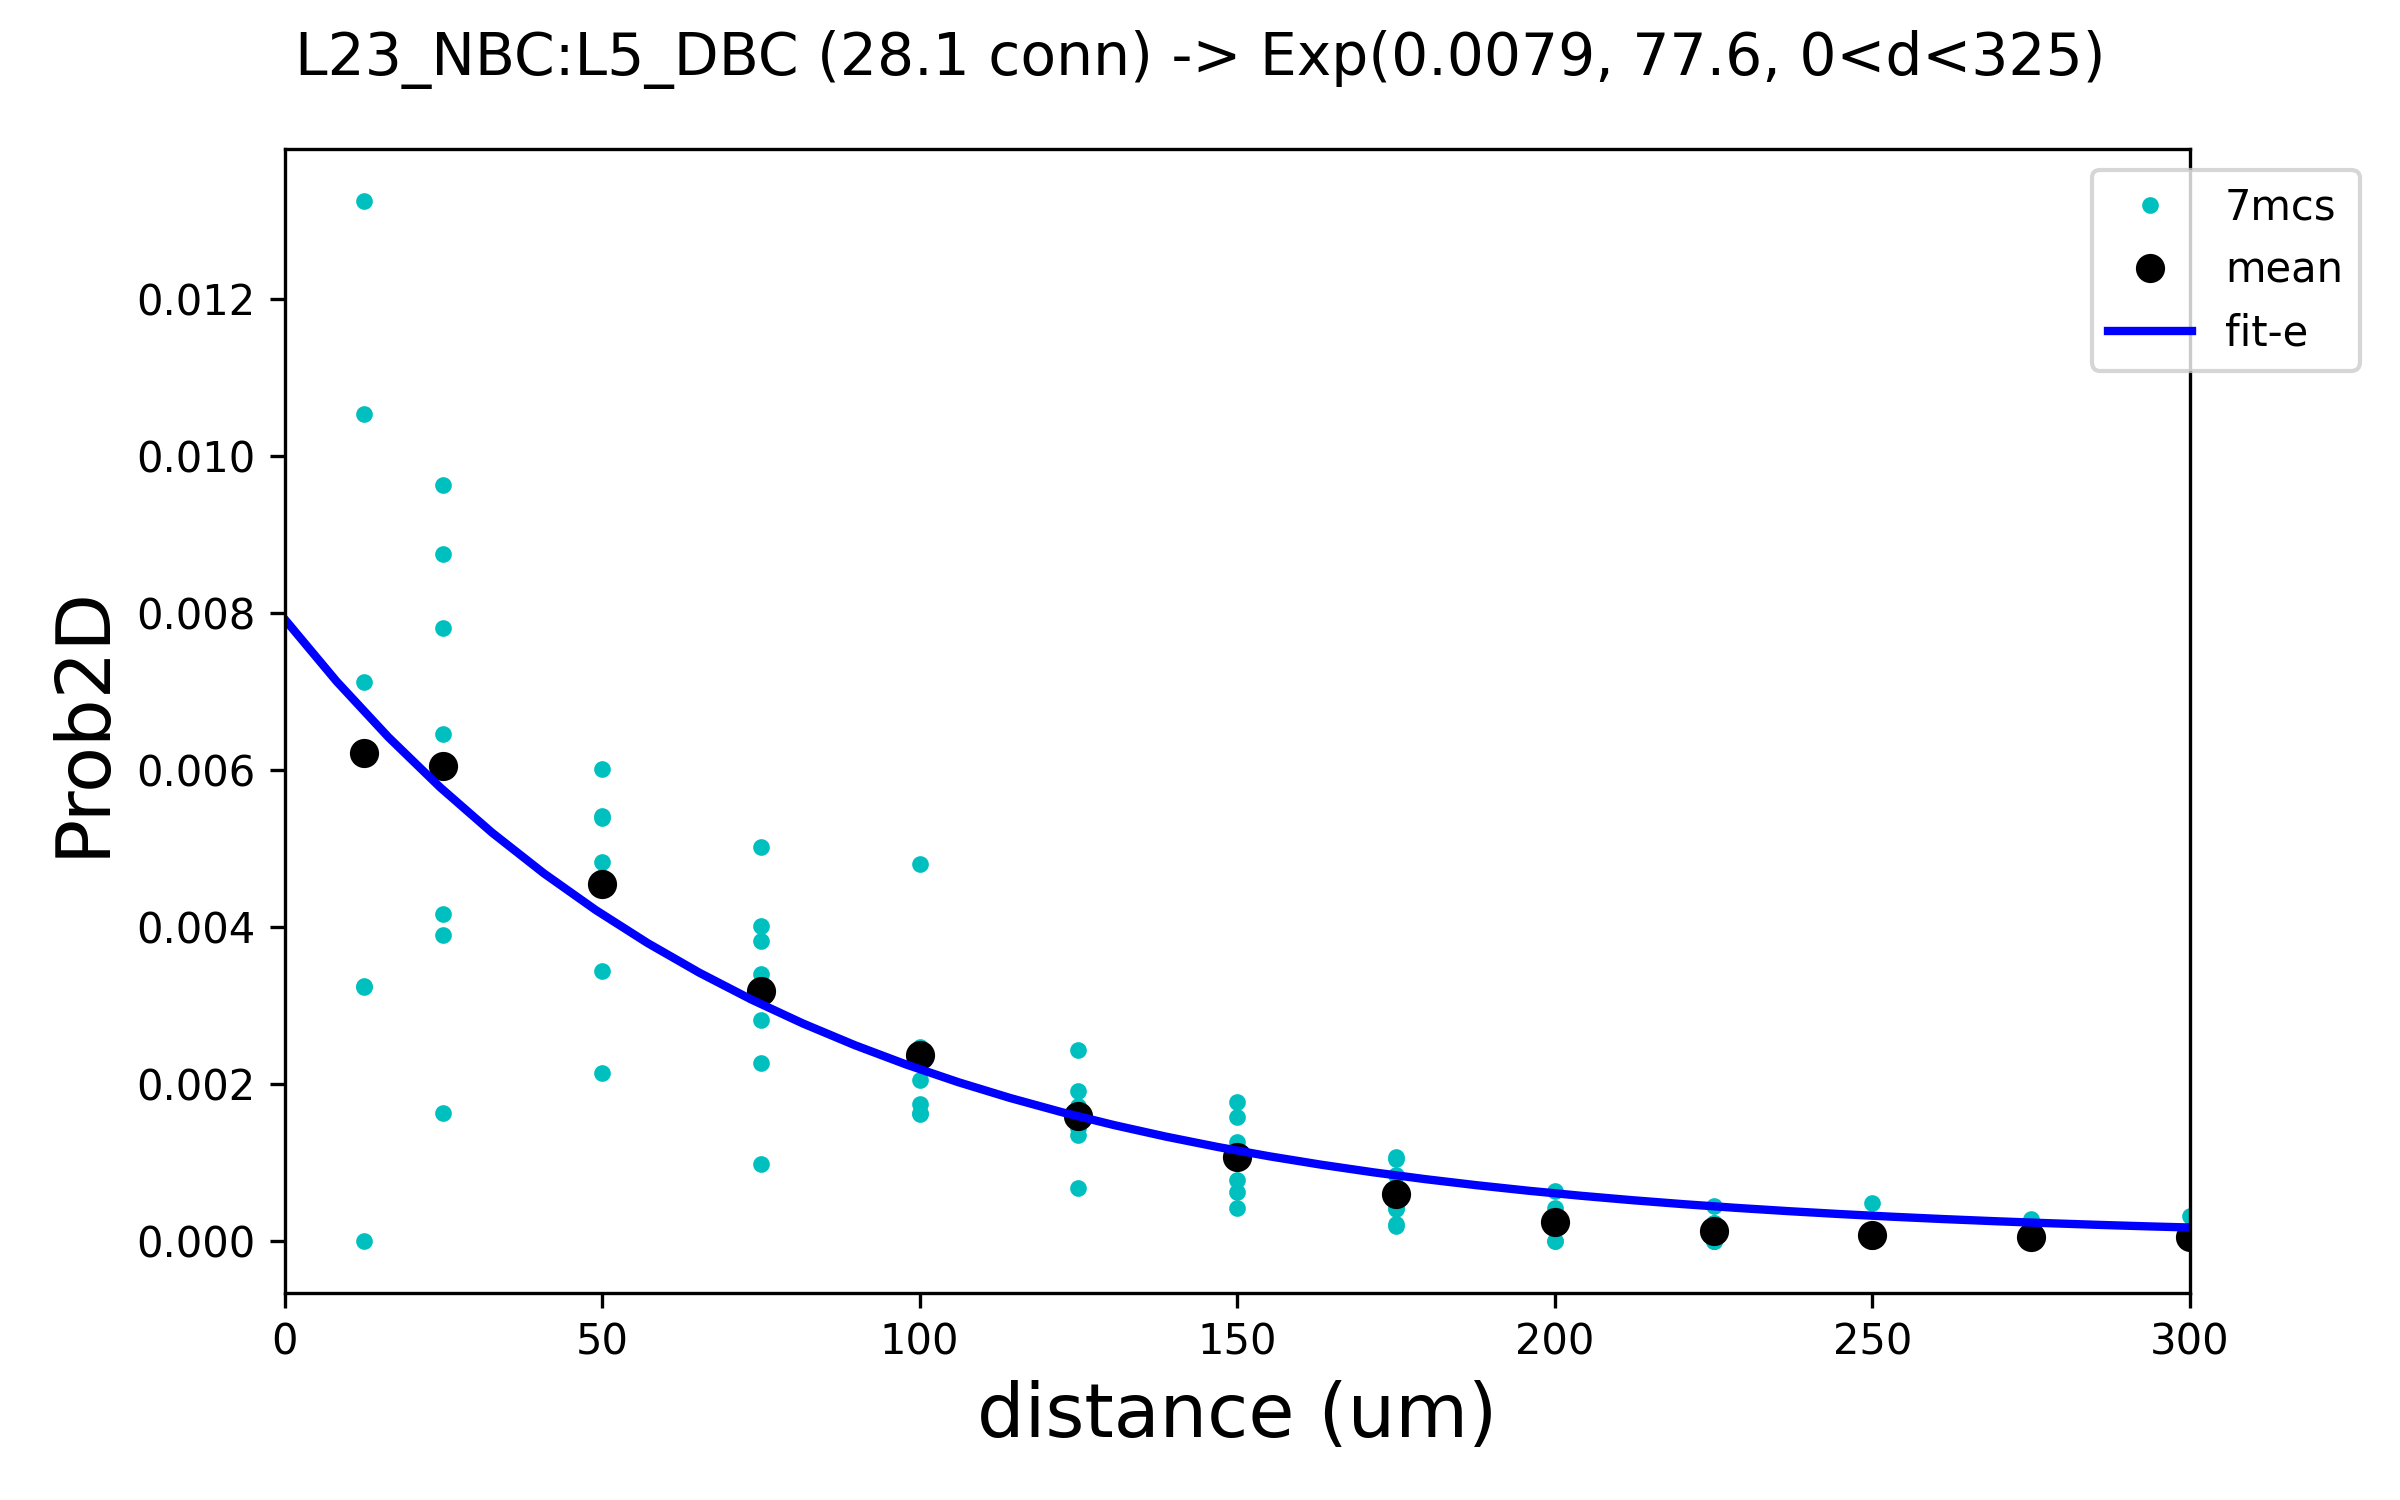 L23_NBC:L5_DBC (28.1 conn) -> Exp(0.0079, 77.6, 0<d<325)
7mcs
mean
fit-e
Prob2D
0.012
0.010
0.008
0.006
0.004
0.002
0.000
0 50 100 150 200 250 300
distance (um)